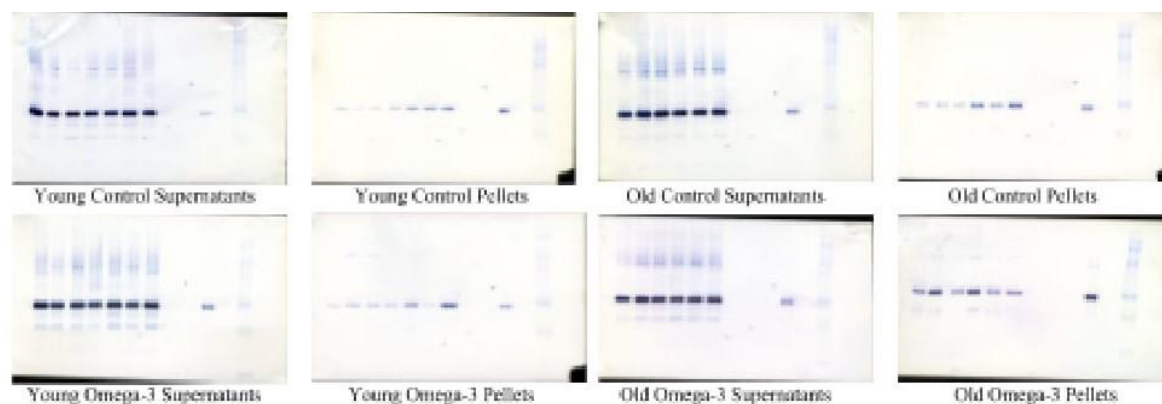 Young Control Supernatants
Young Control Pellets
Old Control Supernatants
Old Control Pellets
Young Omega-3 Supernatants
Young Omega-3 Pellets
Old Omega-3 Supernatants
Old Omega-3 Pellets